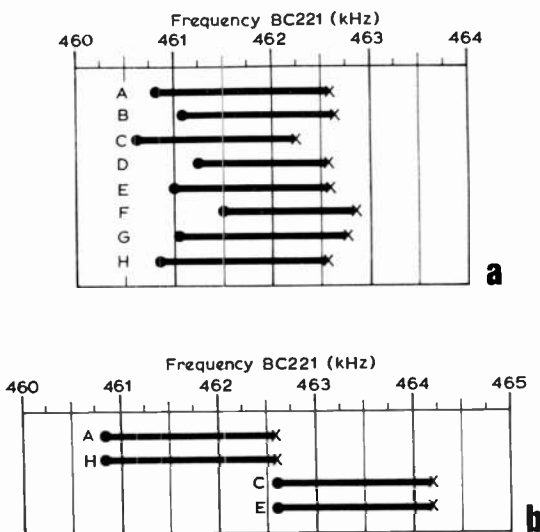 Frequency BC221 (kHz)
460 461 462 463 464
A
B
C
D
E
F
G
H
a
Frequency BC221 (kHz)
460 461 462 463 464 465
A
H
C
E
b